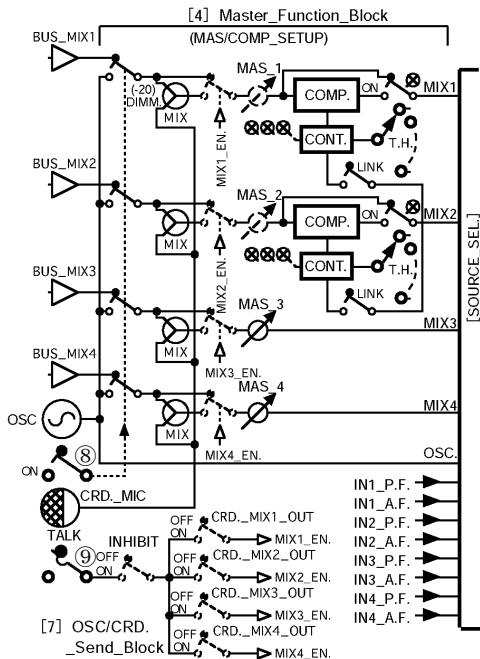 [4] Master_Function_Block
(MAS/COMP_SETUP)
BUS_MIX1
(-20)
DIMM.
MIX
MIX1_EN.
MAS_1
COMP.
ON
MIX1
CONT.
T.H.
LINK
BUS_MIX2
MIX
MIX2_EN.
MAS_2
COMP.
ON
MIX2
CONT.
T.H.
LINK
[SOURCE_SEL.]
BUS_MIX3
MIX
MIX3_EN.
MAS_3
MIX3
BUS_MIX4
MIX
MIX4_EN.
MAS_4
MIX4
OSC
OSC.
⑧
ON
CRD._MIC
TALK
⑨
OFF
ON
INHIBIT
OFF
ON
CRD._MIX1_OUT
MIX1_EN.
OFF
ON
CRD._MIX2_OUT
MIX2_EN.
OFF
ON
CRD._MIX3_OUT
MIX3_EN.
OFF
ON
CRD._MIX4_OUT
MIX4_EN.
IN1_P.F.
IN1_A.F.
IN2_P.F.
IN2_A.F.
IN3_P.F.
IN3_A.F.
IN4_P.F.
IN4_A.F.
[7] OSC/CRD.
_Send_Block